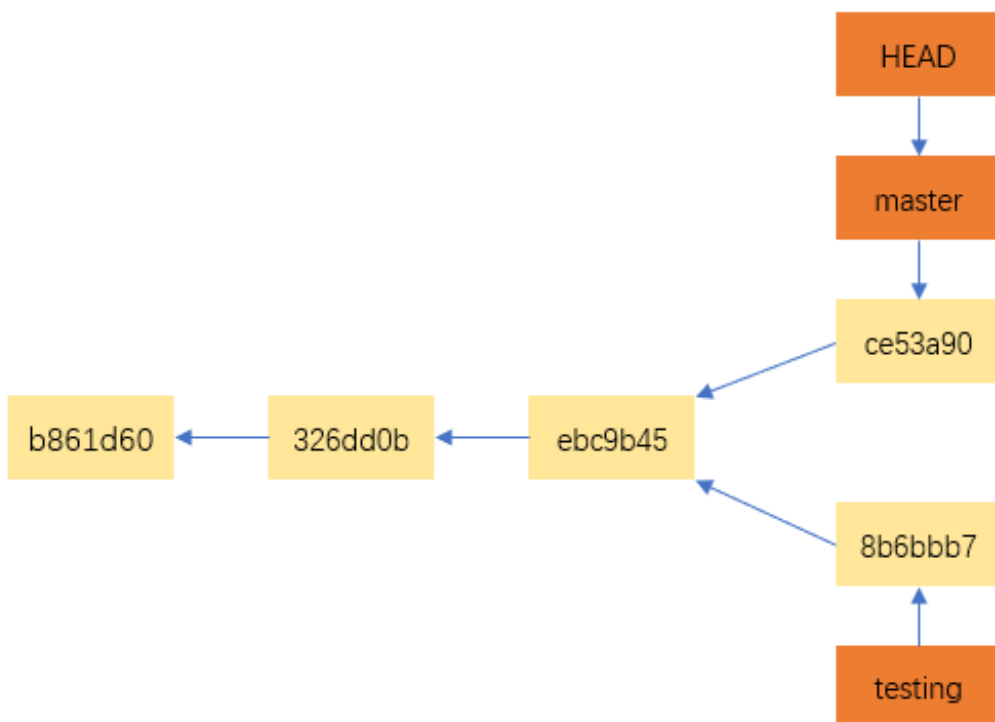 HEAD
master
ce53a90
b861d60
326dd0b
ebc9b45
8b6bbb7
testing